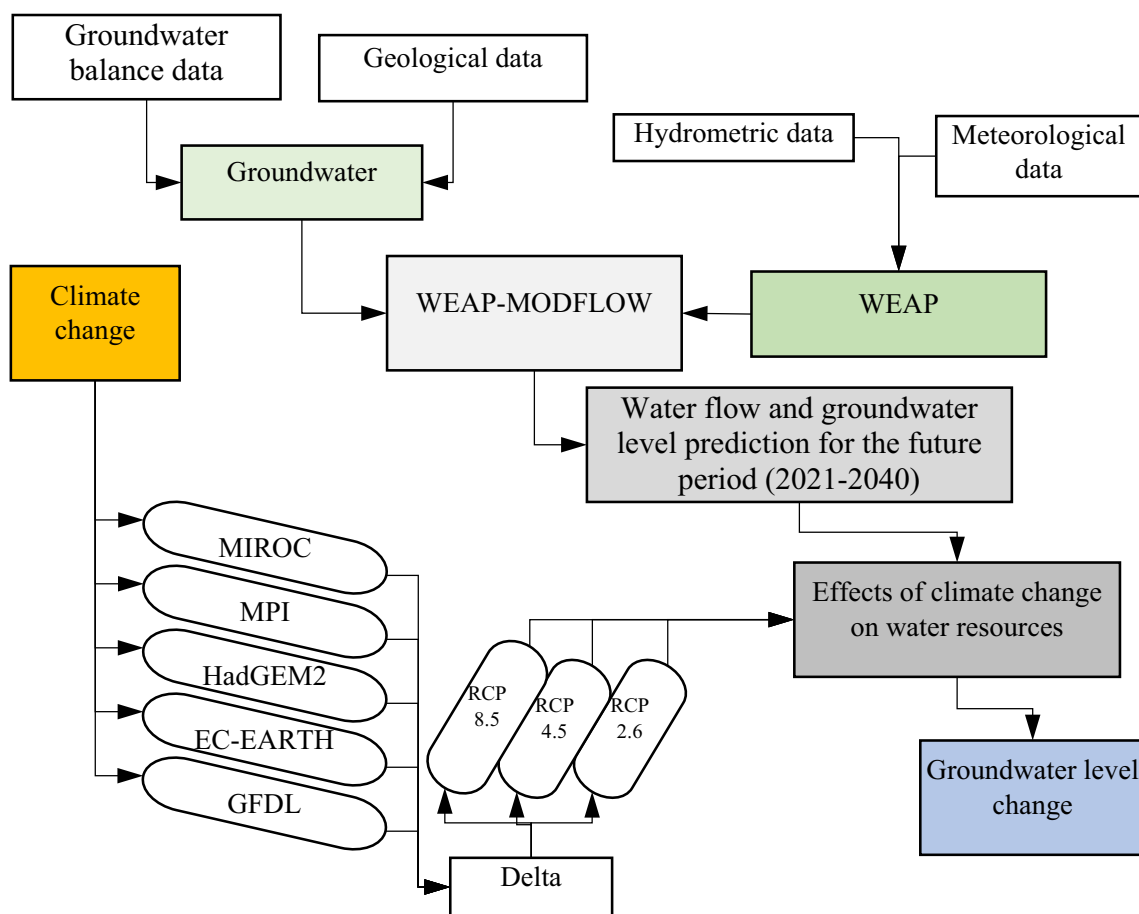 Groundwater
balance data
Geological data
Hydrometric data
Meteorological
data
Groundwater
Climate
change
WEAP-MODFLOW
WEAP
Water flow and groundwater
level prediction for the future
period (2021-2040)
MIROC
MPI
HadGEM2
EC-EARTH
GFDL
RCP
8.5
RCP
4.5
RCP
2.6
Effects of climate change
on water resources
Groundwater level
change
Delta